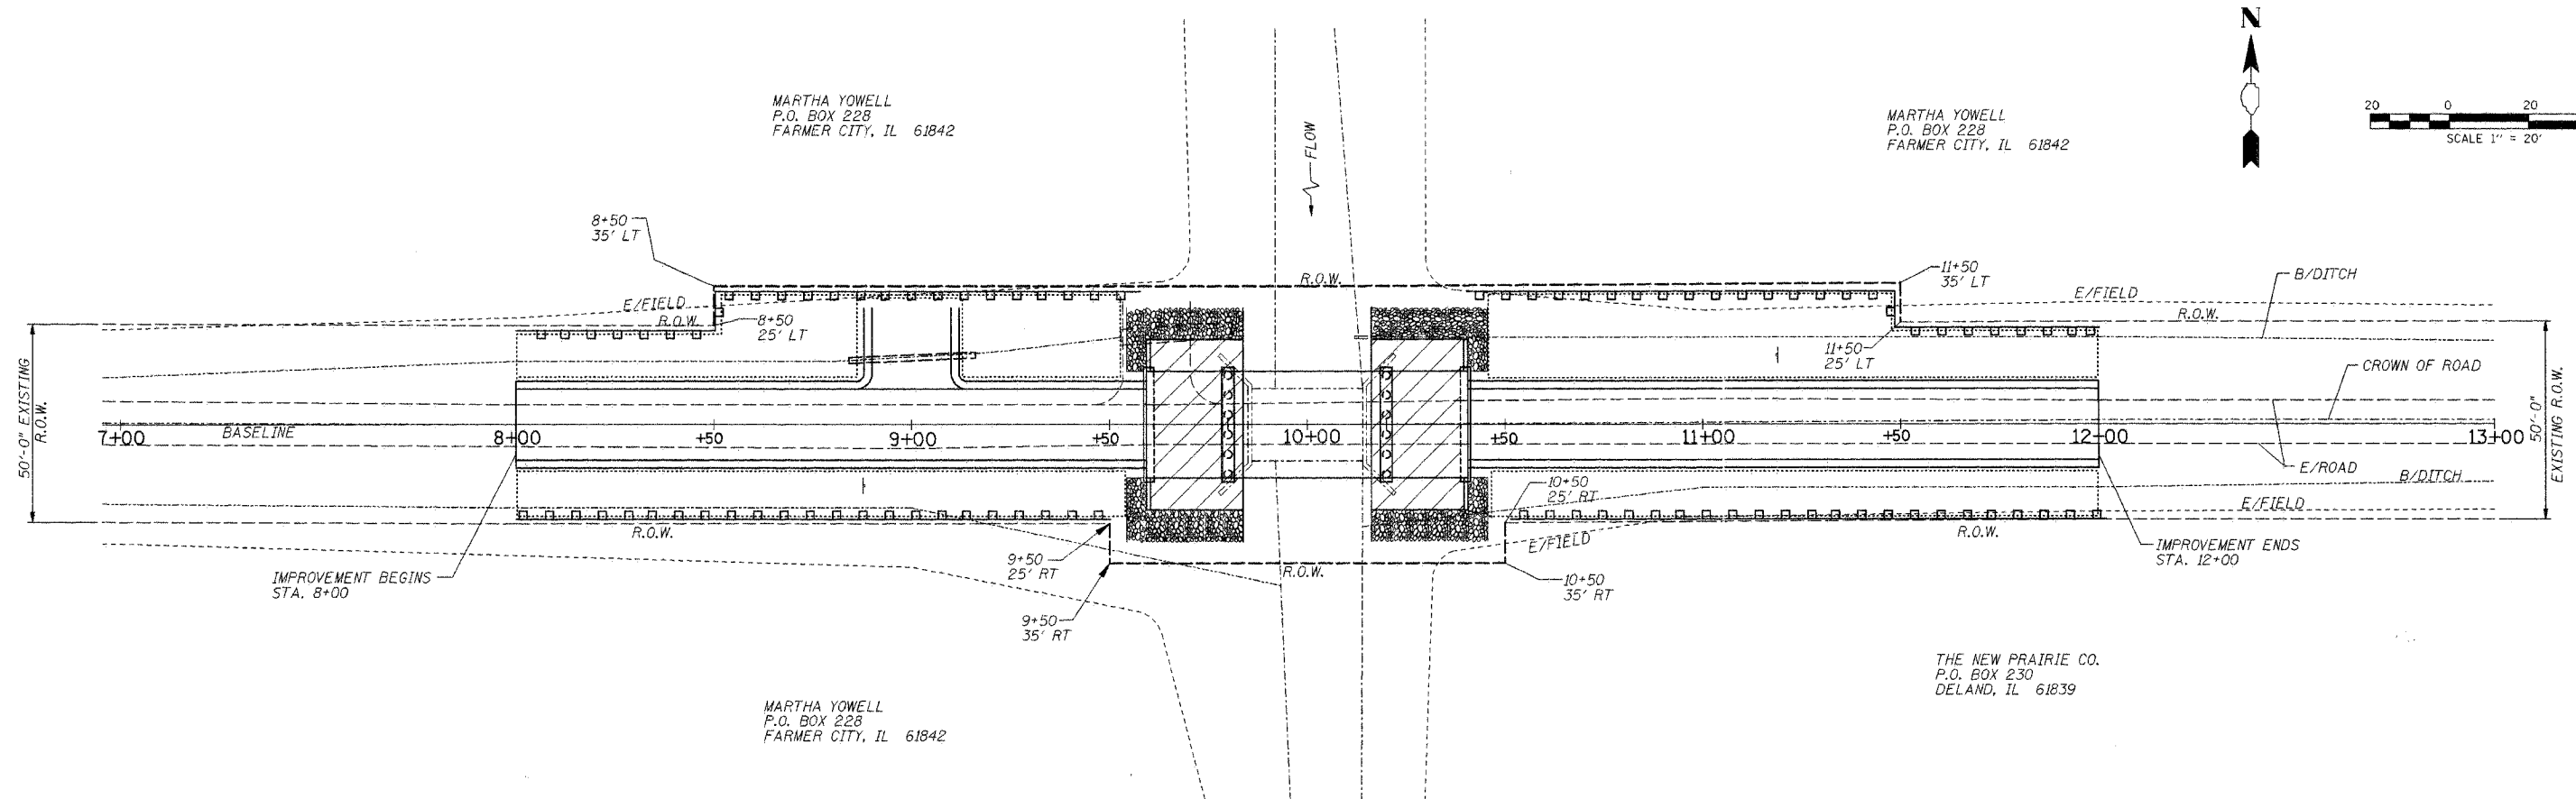 N
MARTHA YOWELL
P.O. BOX 228
FARMER CITY, IL 61842
MARTHA YOWELL
P.O. BOX 228
FARMER CITY, IL 61842
20 0 20
SCALE 1" = 20'
FLOW
8+50
35' LT
R.O.W.
11+50
35' LT
B/DITCH
E/FIELD
R.O.W.
8+50
25' LT
E/FIELD
R.O.W.
11+50
25' LT
CROWN OF ROAD
50'-0" EXISTING
R.O.W.
50'-0"
EXISTING R.O.W.
BASELINE
7+00 8+00 +50 9+00 +50 10+00 +50 11+00 +50 12+00 13+00
E/ROAD
B/DITCH
10+50
25' RT
E/FIELD
R.O.W.
E/FIELD
R.O.W.
IMPROVEMENT BEGINS
STA. 8+00
9+50
25' RT
R.O.W.
10+50
35' RT
IMPROVEMENT ENDS
STA. 12+00
9+50
35' RT
THE NEW PRAIRIE CO.
P.O. BOX 230
DELAND, IL 61839
MARTHA YOWELL
P.O. BOX 228
FARMER CITY, IL 61842